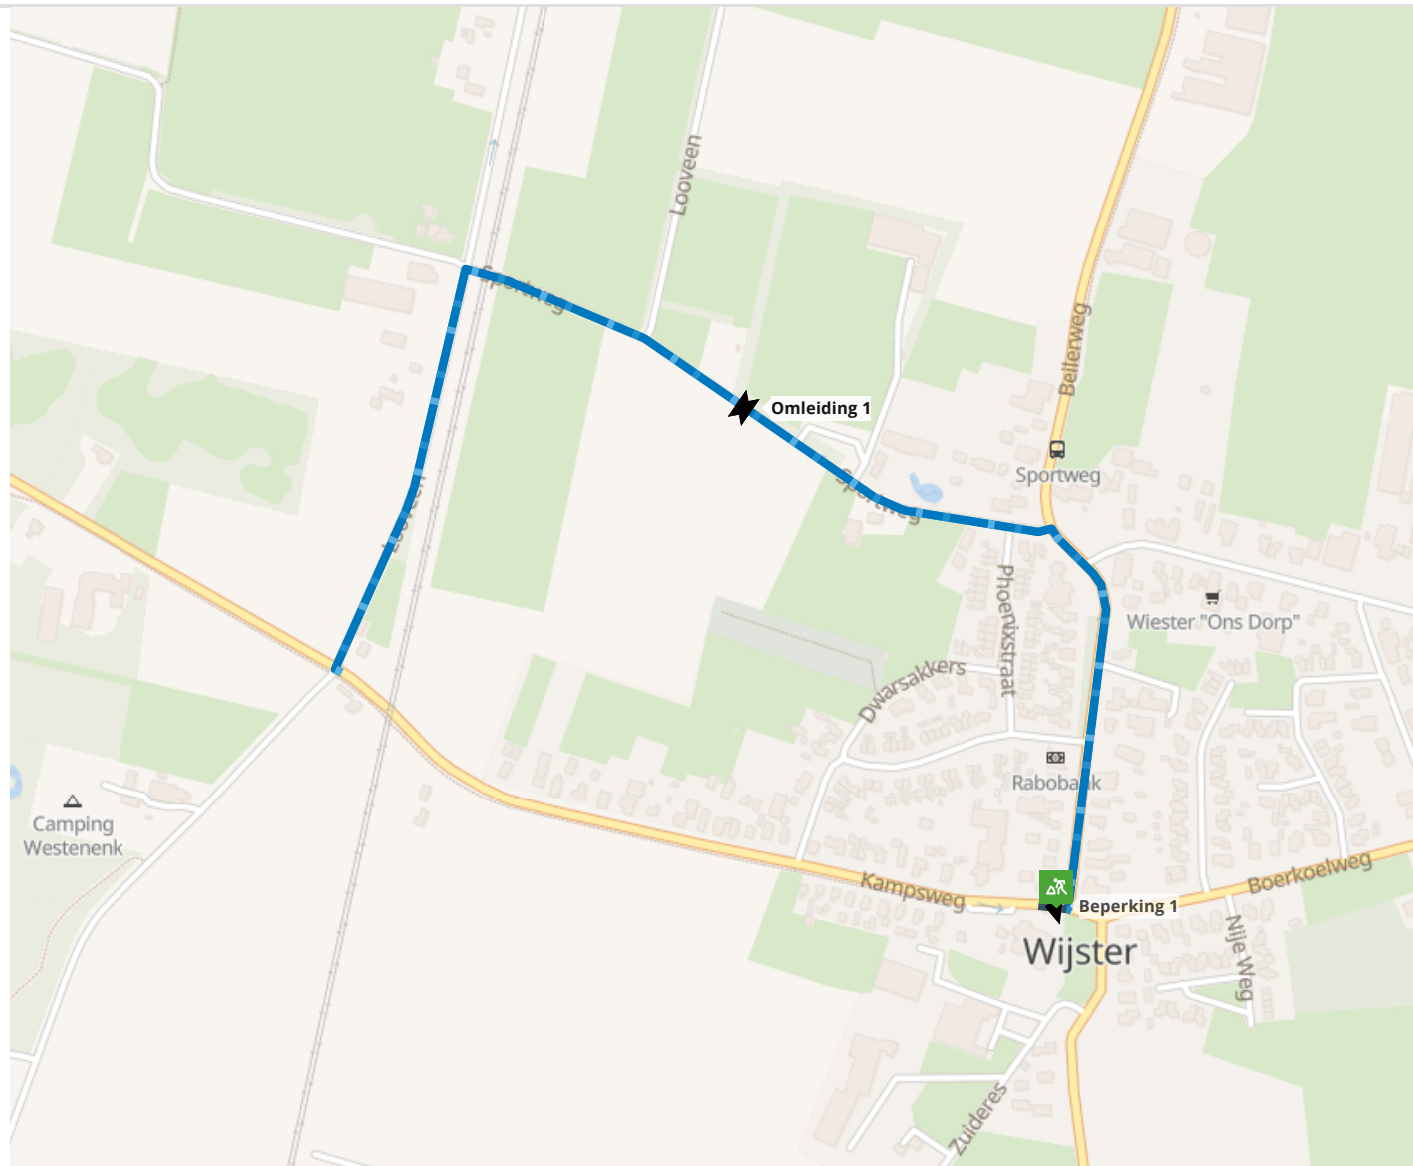 Looveen
Sportweg
Omleiding 1
Beilerweg
Sportweg
Sportweg
Looveen
Phoenixstraat
Wiester "Ons Dorp"
Dwarsakkers
Rabobank
Camping
Westenenk
Kampsweg
Boerkoelweg
Beperking 1
Wijster
Nije Weg
Zuideres